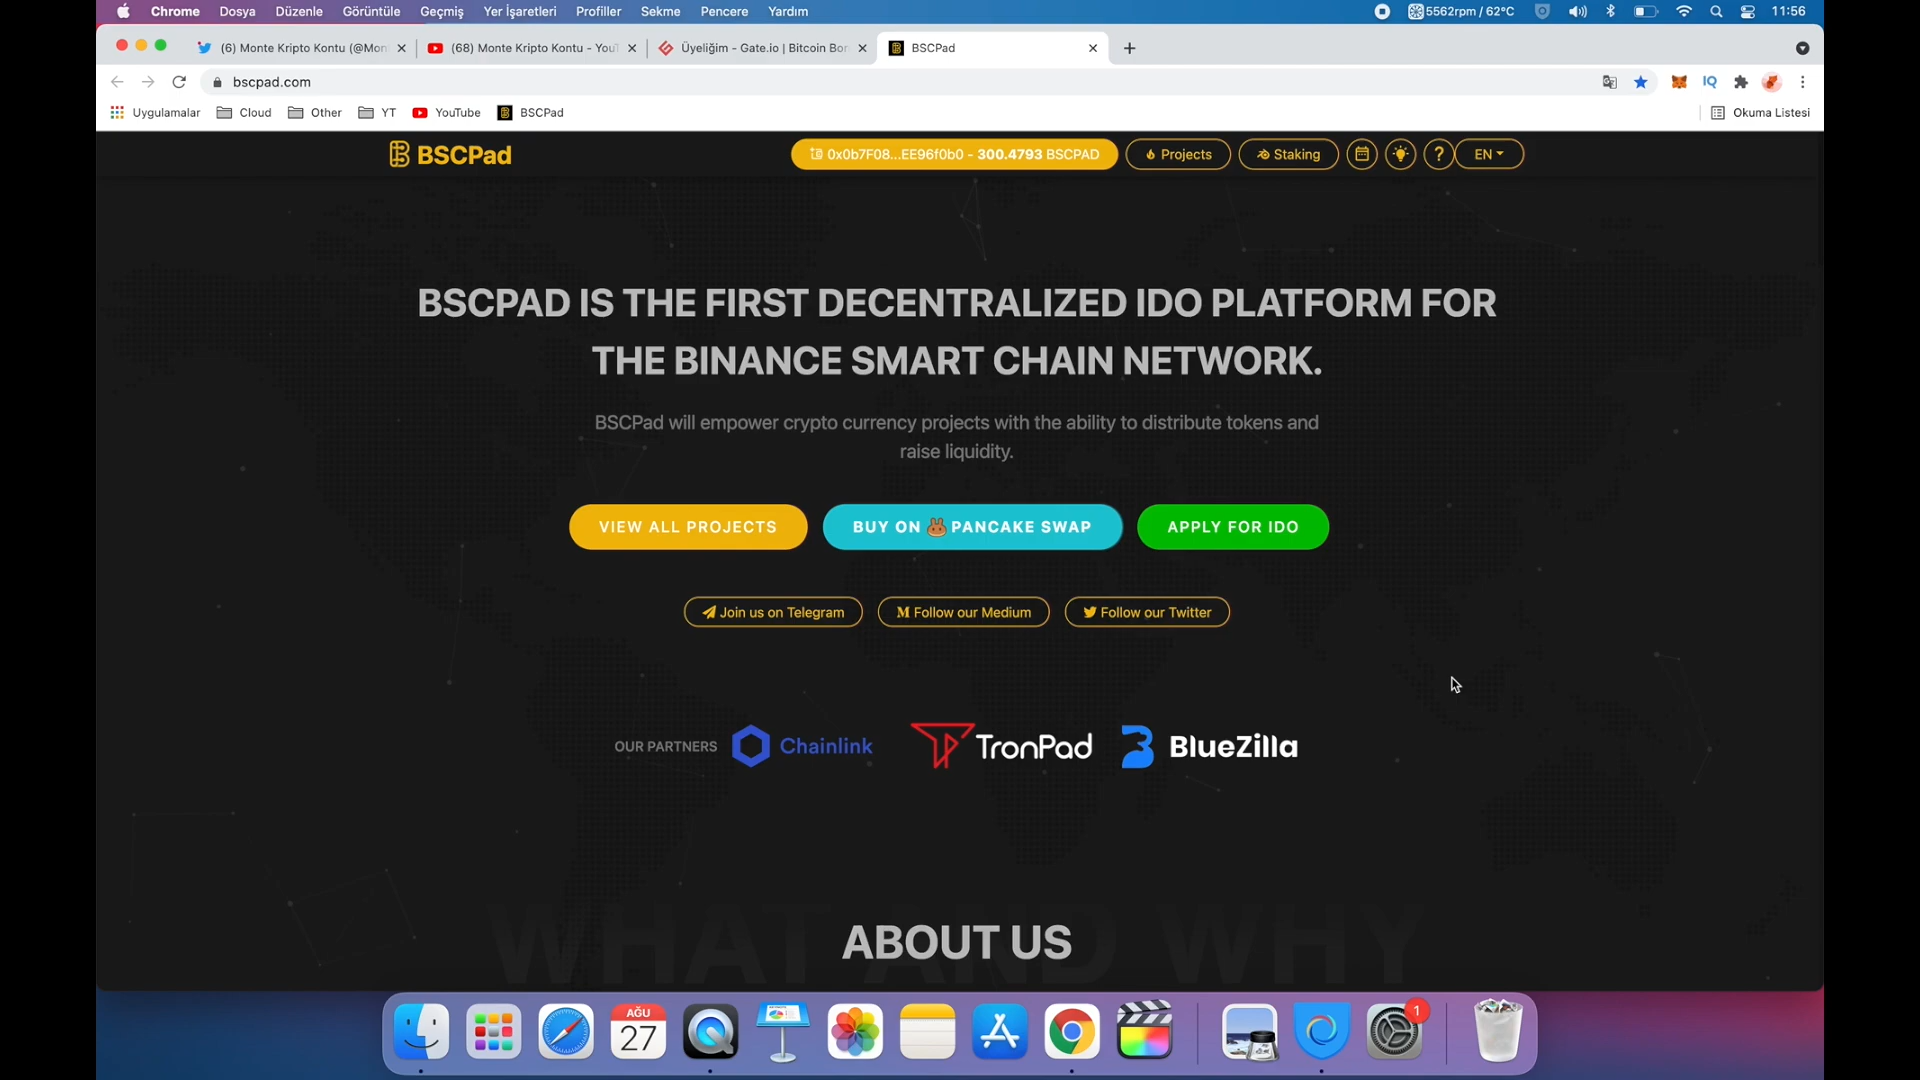 Chrome Dosya Düzenle Görüntüle Geçmiş Yer İşaretleri Profiller Sekme Pencere Yardım 5562rpm / 62°C 11:56
(6) Monte Kripto Kontu (@Mon (68) Monte Kripto Kontu - YouT Üyeliğim - Gate.io | Bitcoin Bor BSCPad
bscpad.com
Uygulamalar Cloud Other YT YouTube BSCPad Okuma Listesi
BSCPad 0x0b7F08...EE96f0b0 - 300.4793 BSCPAD Projects Staking ? EN
BSCPAD IS THE FIRST DECENTRALIZED IDO PLATFORM FOR
THE BINANCE SMART CHAIN NETWORK.
BSCPad will empower crypto currency projects with the ability to distribute tokens and
raise liquidity.
VIEW ALL PROJECTS BUY ON PANCAKE SWAP APPLY FOR IDO
Join us on Telegram Follow our Medium Follow our Twitter
OUR PARTNERS Chainlink TronPad BlueZilla
WHAT AND WHY
ABOUT US
AĞU
27
1